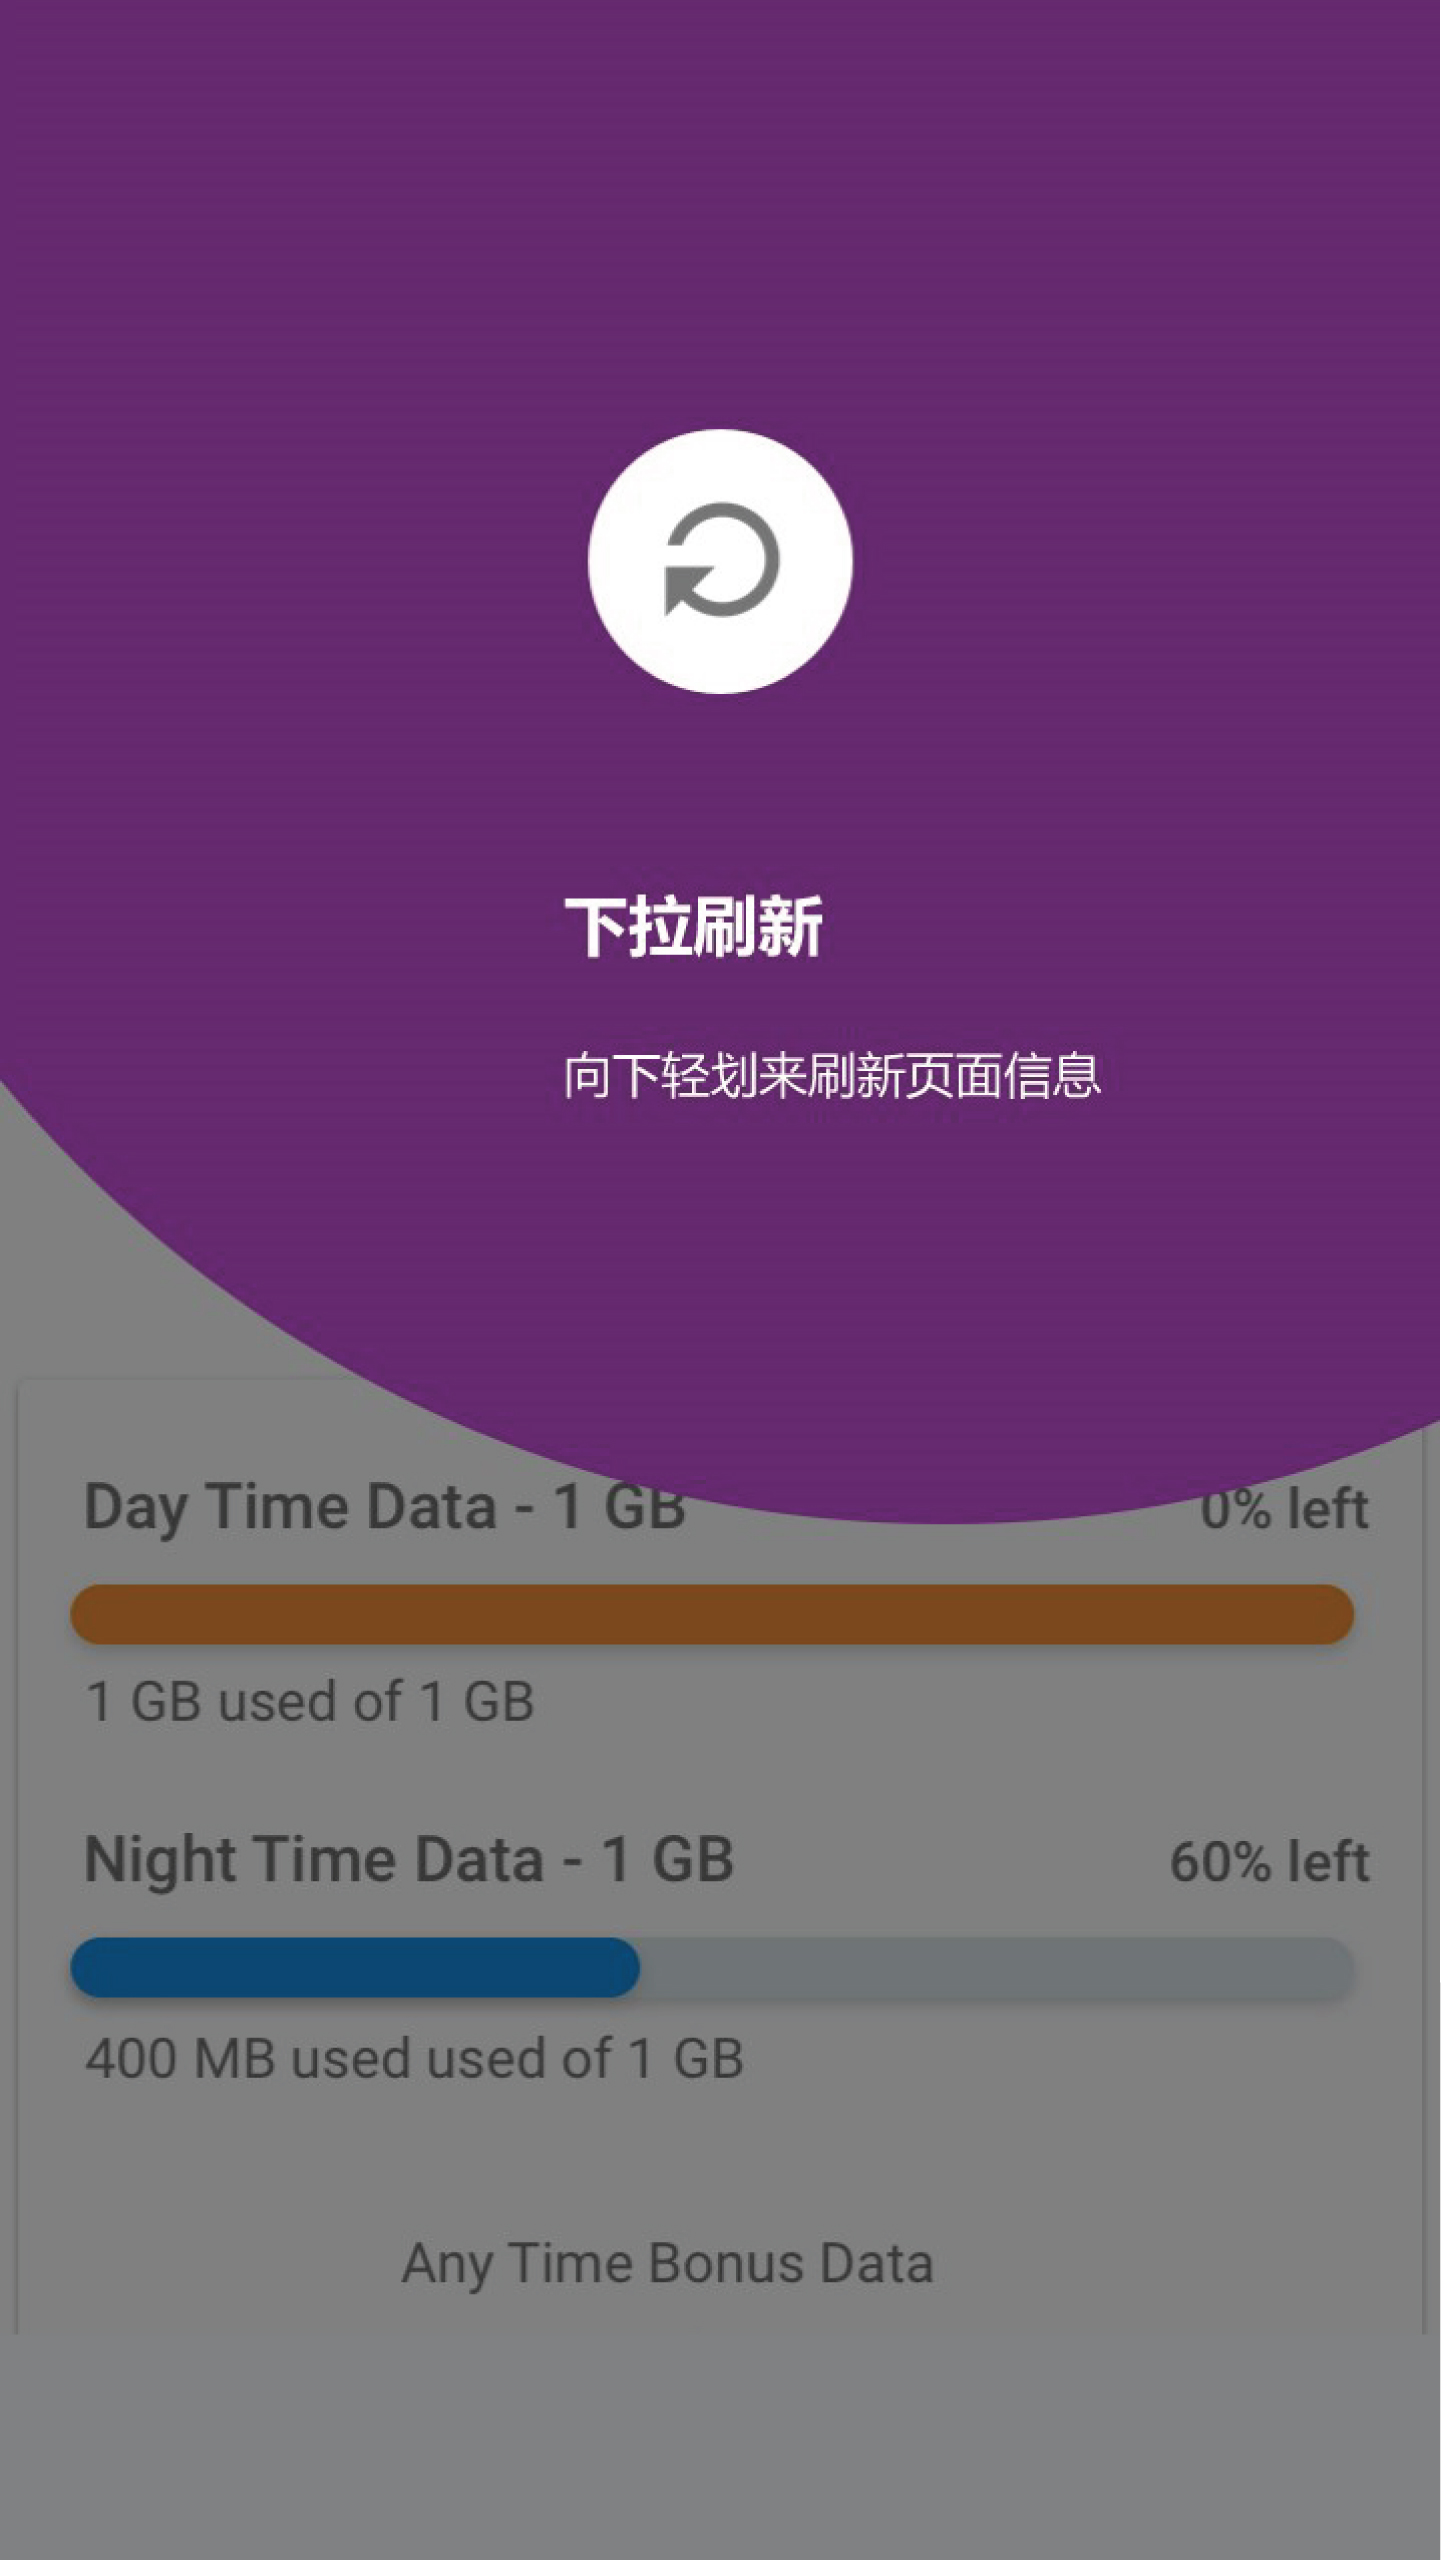 下拉刷新
向下轻划来刷新页面信息
Day Time Data - 1 GB
0% left
1 GB used of 1 GB
Night Time Data - 1 GB
60% left
400 MB used used of 1 GB
Any Time Bonus Data